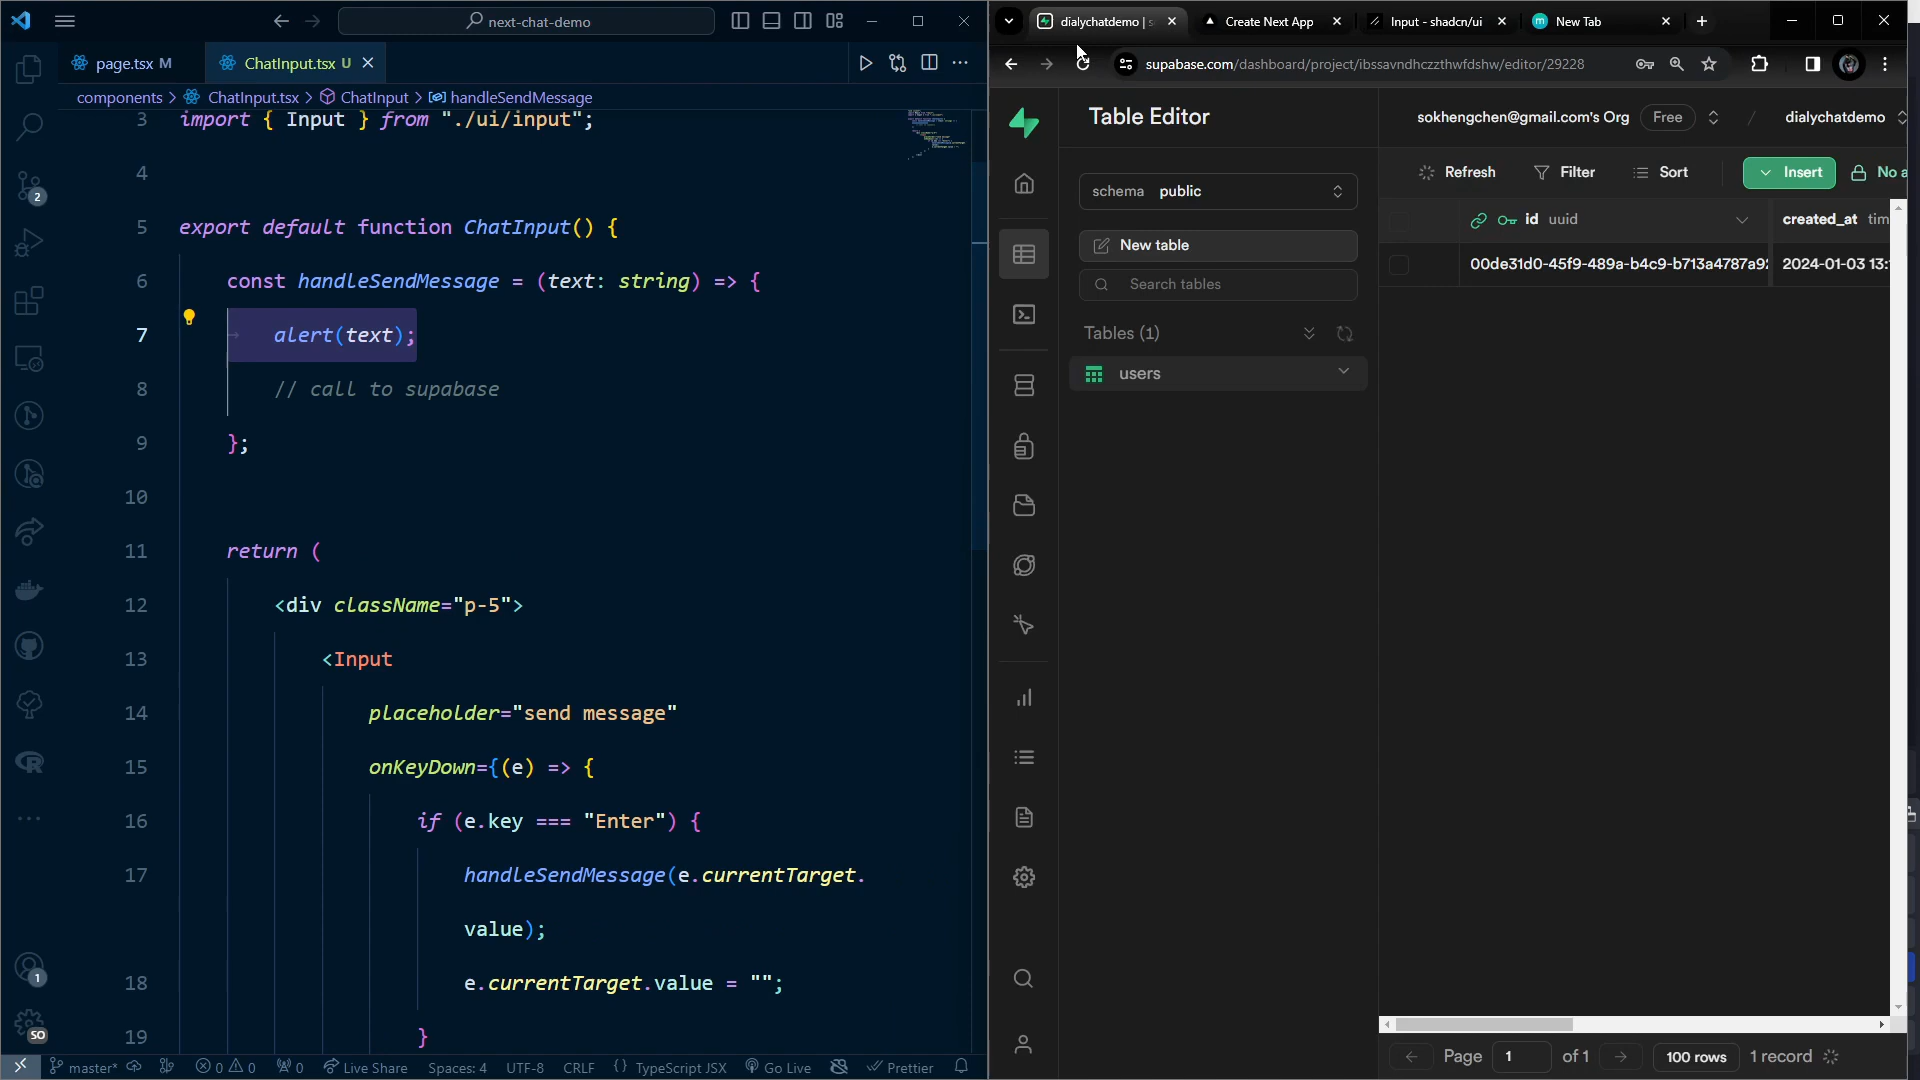 next-chat-demo
page.tsx M
ChatInput.tsx U
components > ChatInput.tsx > ChatInput > handleSendMessage
3 import { Input } from "./ui/input";
4
5 export default function ChatInput() {
6 const handleSendMessage = (text: string) => {
7 alert(text);
8 // call to supabase
9 };
10
11 return (
12 <div className="p-5">
13 <Input
14 placeholder="send message"
15 onKeyDown={(e) => {
16 if (e.key === "Enter") {
17 handleSendMessage(e.currentTarget.
value);
18 e.currentTarget.value = "";
19 }
2
1
SO
master*
0 0
0
Live Share
Spaces: 4
UTF-8
CRLF
{} TypeScript JSX
Go Live
Prettier
dialychatdemo | s
Create Next App
Input - shadcn/ui
New Tab
supabase.com/dashboard/project/ibssavndhczzthwfdshw/editor/29228
Table Editor
sokhengchen@gmail.com's Org
Free
/
dialychatdemo
schema public
New table
Search tables
Tables (1)
users
Refresh
Filter
Sort
Insert
No a
id uuid
created_at tim
00de31d0-45f9-489a-b4c9-b713a4787a9
2024-01-03 13:
Page 1 of 1
100 rows
1 record